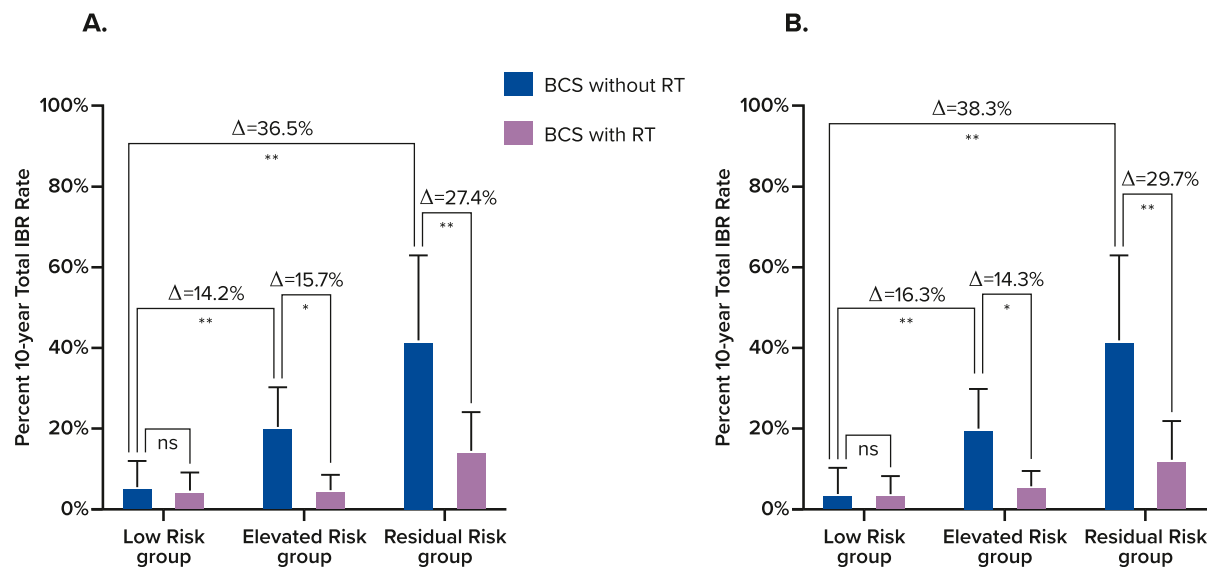 A.
BCS without RT
BCS with RT
Percent 10-year Total IBR Rate
100%
80%
60%
40%
20%
0%
Δ=36.5%
**
Δ=27.4%
**
Δ=14.2%
**
Δ=15.7%
*
ns
Low Risk
group
Elevated Risk
group
Residual Risk
group
B.
Percent 10-year Total IBR Rate
100%
80%
60%
40%
20%
0%
Δ=38.3%
**
Δ=29.7%
**
Δ=16.3%
**
Δ=14.3%
*
ns
Low Risk
group
Elevated Risk
group
Residual Risk
group